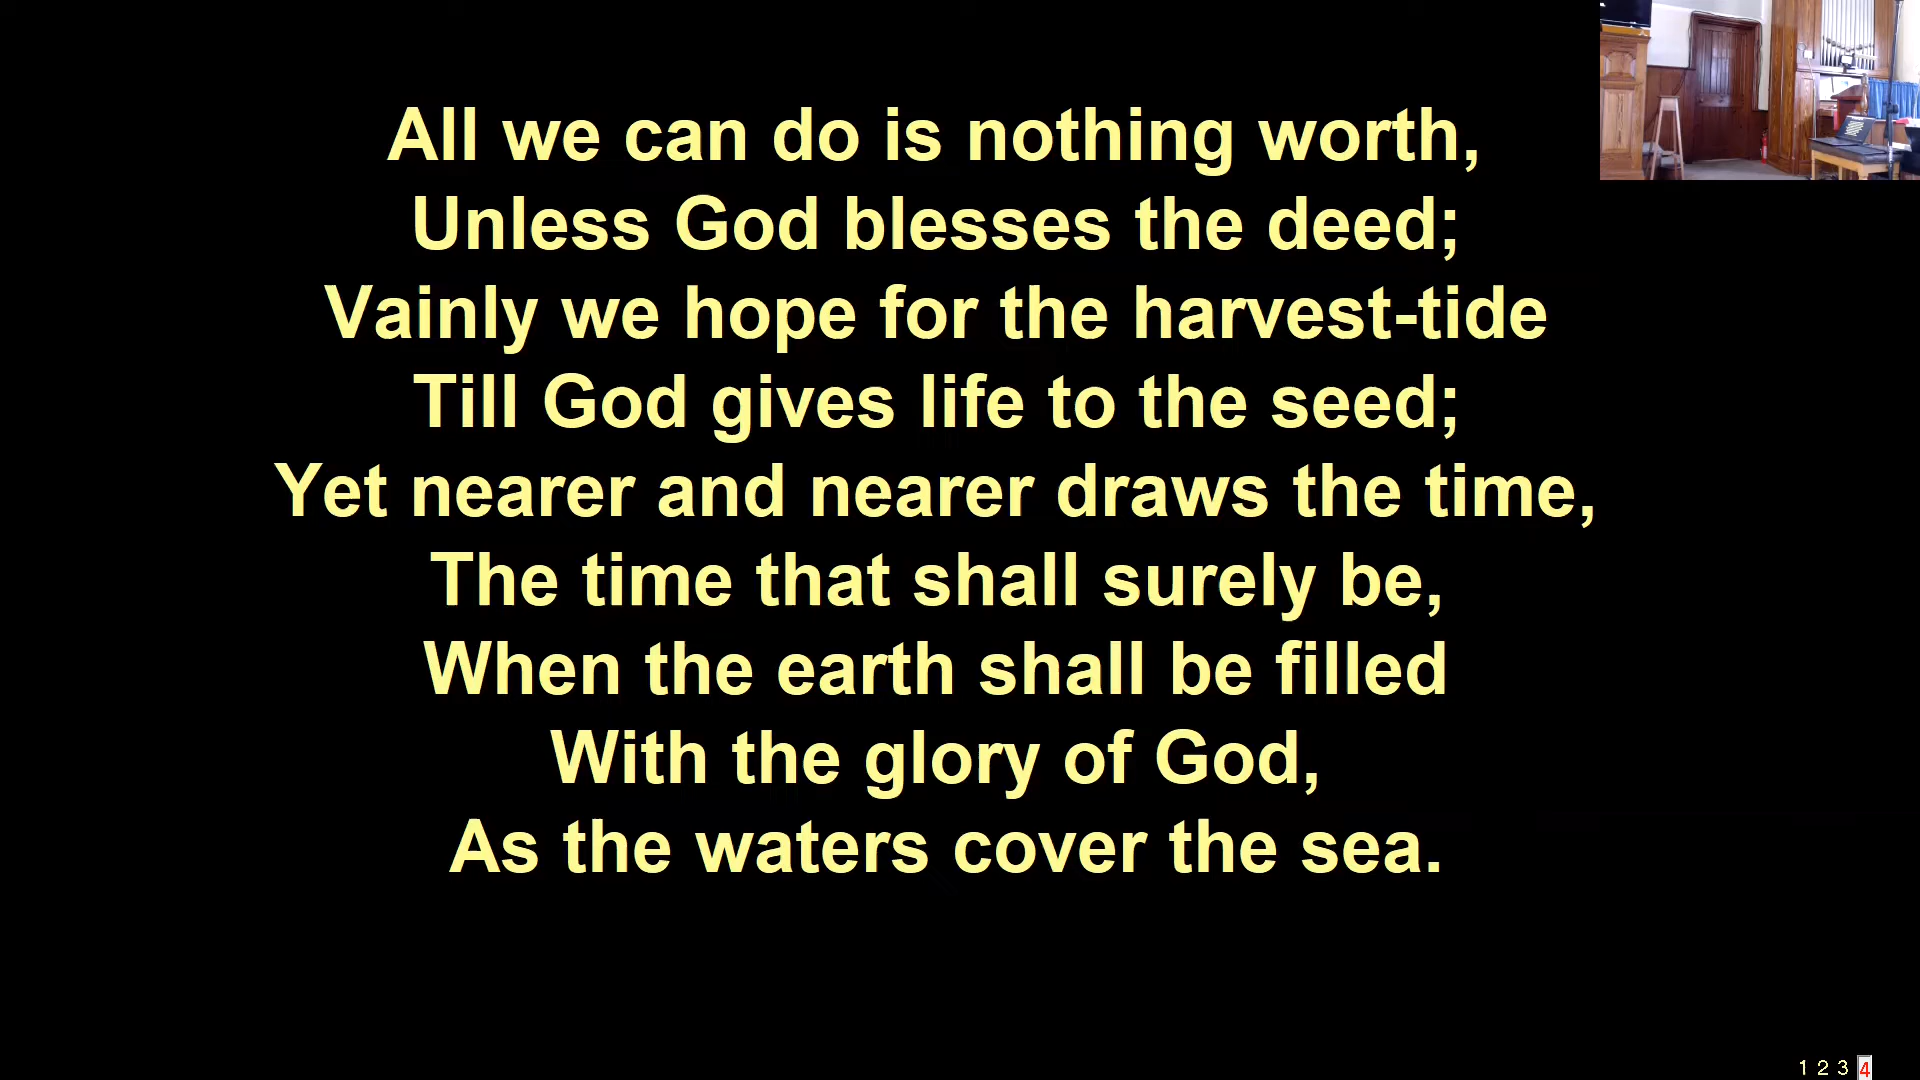 All we can do is nothing worth,
Unless God blesses the deed;
Vainly we hope for the harvest-tide
Till God gives life to the seed;
Yet nearer and nearer draws the time,
The time that shall surely be,
When the earth shall be filled
With the glory of God,
As the waters cover the sea.
1 2 3 4